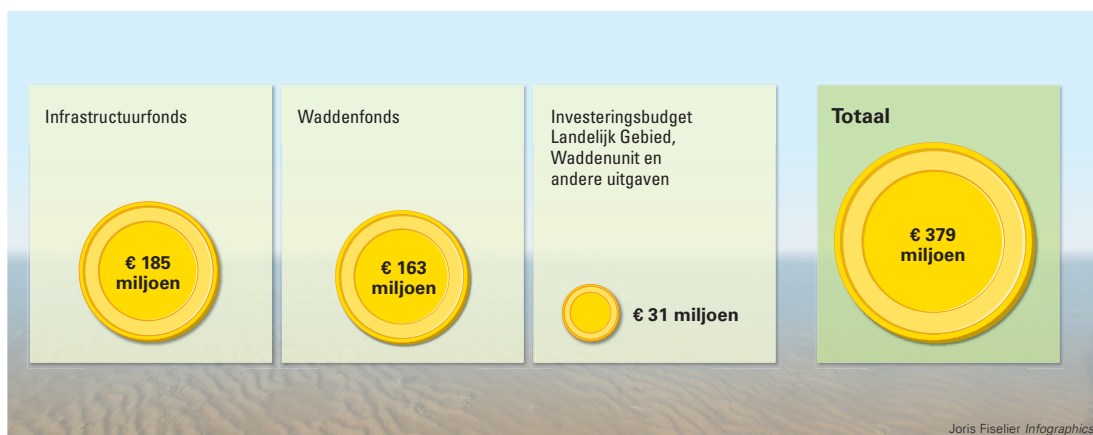 Infrastructuurfonds
€ 185
miljoen
Waddenfonds
€ 163
miljoen
Investeringsbudget
Landelijk Gebied,
Waddenunit en
andere uitgaven
€ 31 miljoen
Totaal
€ 379
miljoen
Joris Fiselier Infographics